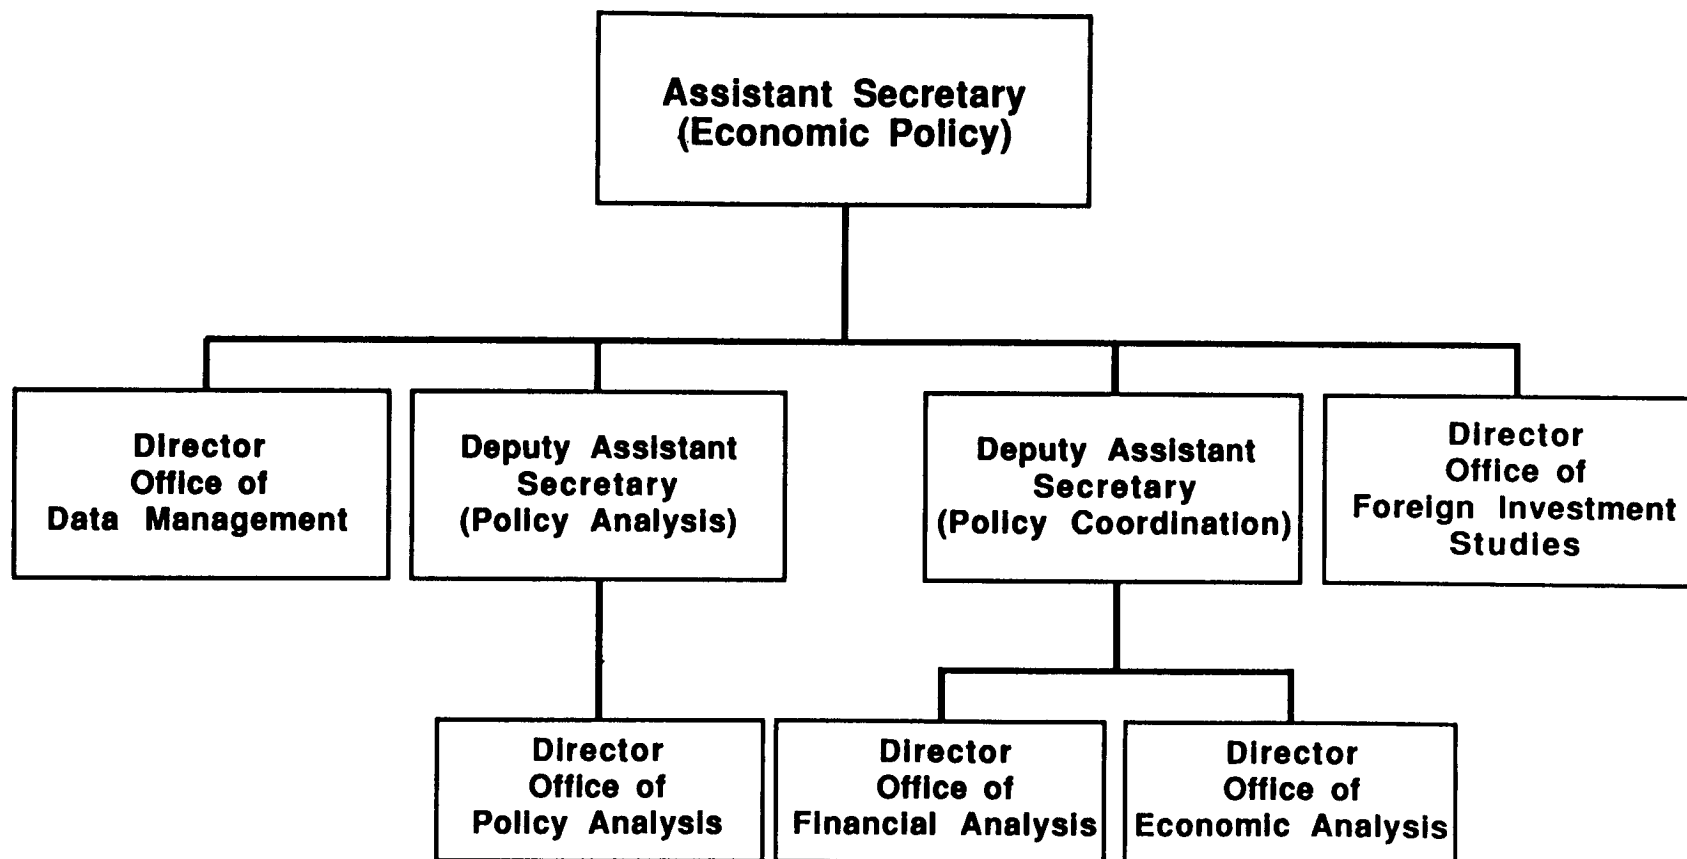 Assistant Secretary
(Economic Policy)
Director
Office of
Data Management
Deputy Assistant
Secretary
(Policy Analysis)
Deputy Assistant
Secretary
(Policy Coordination)
Director
Office of
Foreign Investment
Studies
Director
Office of
Policy Analysis
Director
Office of
Financial Analysis
Director
Office of
Economic Analysis